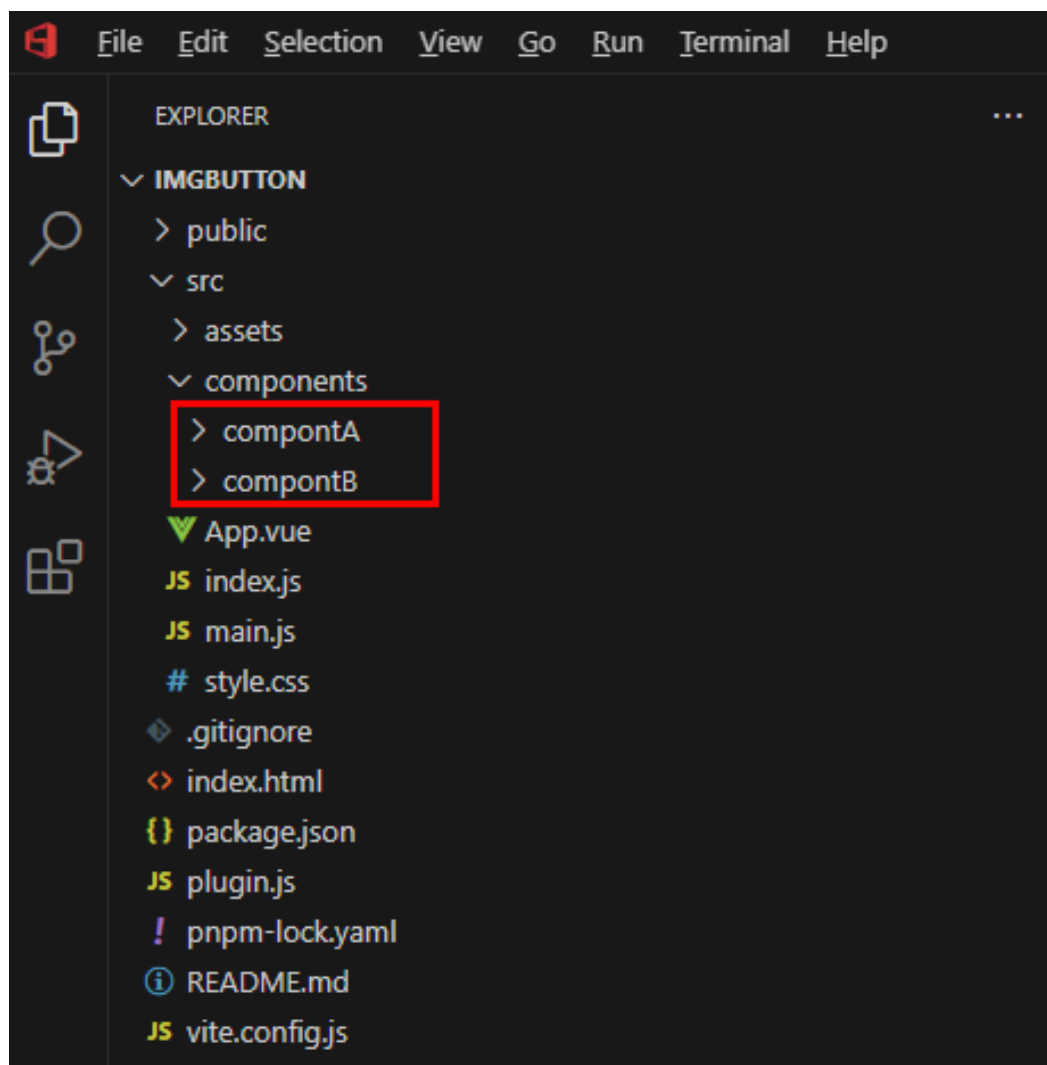 File Edit Selection View Go Run Terminal Help
EXPLORER ···
IMGBUTTON
public
src
assets
components
compontA
compontB
App.vue
JS index.js
JS main.js
# style.css
.gitignore
<> index.html
{} package.json
JS plugin.js
! pnpm-lock.yaml
README.md
JS vite.config.js